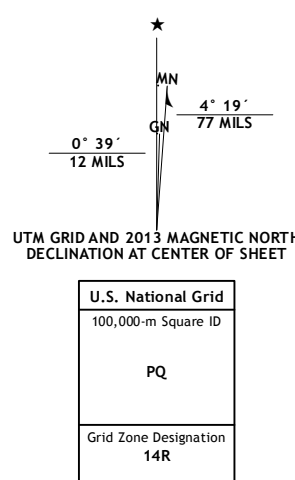 ★
MN
GN
4° 19´
77 MILS
0° 39´
12 MILS
UTM GRID AND 2013 MAGNETIC NORTH
DECLINATION AT CENTER OF SHEET
U.S. National Grid
100,000-m Square ID
PQ
Grid Zone Designation
14R